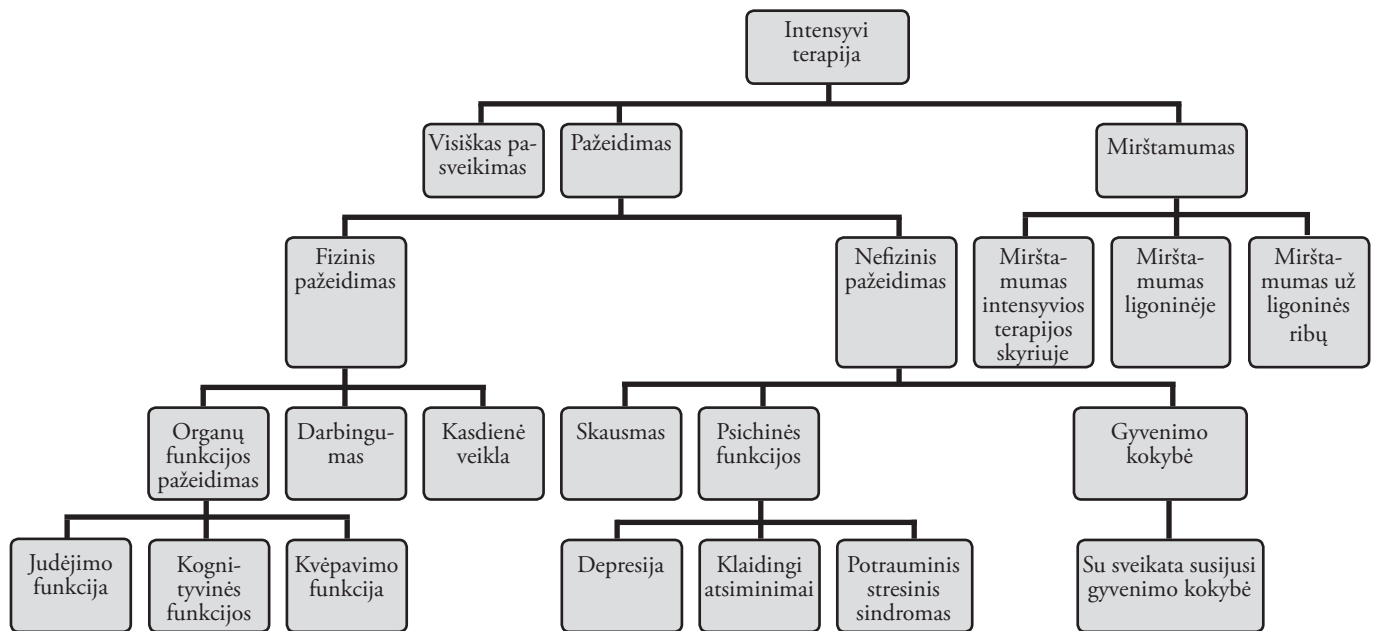 Intensyvi
terapija
Visiškas pa-
sveikimas
Pažeidimas
Mirštamumas
Fizinis
pažeidimas
Nefizinis
pažeidimas
Miršta-
mumas
intensyvios
terapijos
skyriuje
Miršta-
mumas
ligoninėje
Miršta-
mumas už
ligoninės
ribų
Organų
funkcijos
pažeidimas
Darbingu-
mas
Kasdienė
veikla
Skausmas
Psichinės
funkcijos
Gyvenimo
kokybė
Judėjimo
funkcija
Kogni-
tyvinės
funkcijos
Kvėpavimo
funkcija
Depresija
Klaidingi
atsiminimai
Potrauminis
stresinis
sindromas
Su sveikata susijusi
gyvenimo kokybė